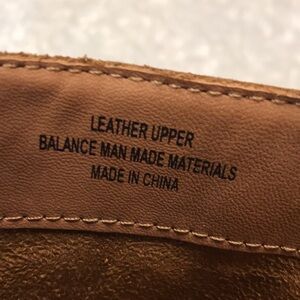 LEATHER UPPER
BALANCE MAN MADE MATERIALS
MADE IN CHINA